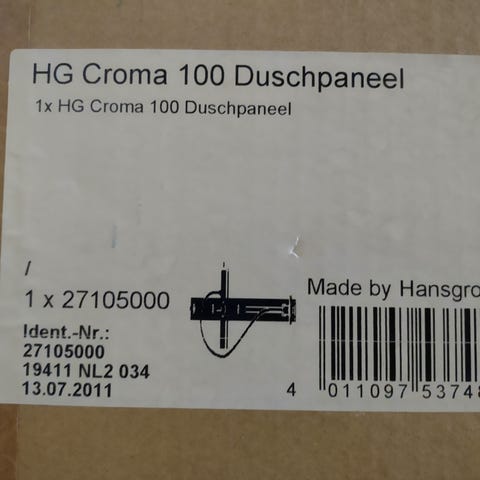 HG Croma 100 Duschpaneel
1x HG Croma 100 Duschpaneel
/
1 x 27105000
Made by Hansgro
Ident.-Nr.:
27105000
19411 NL2 034
13.07.2011
4 011097 53748